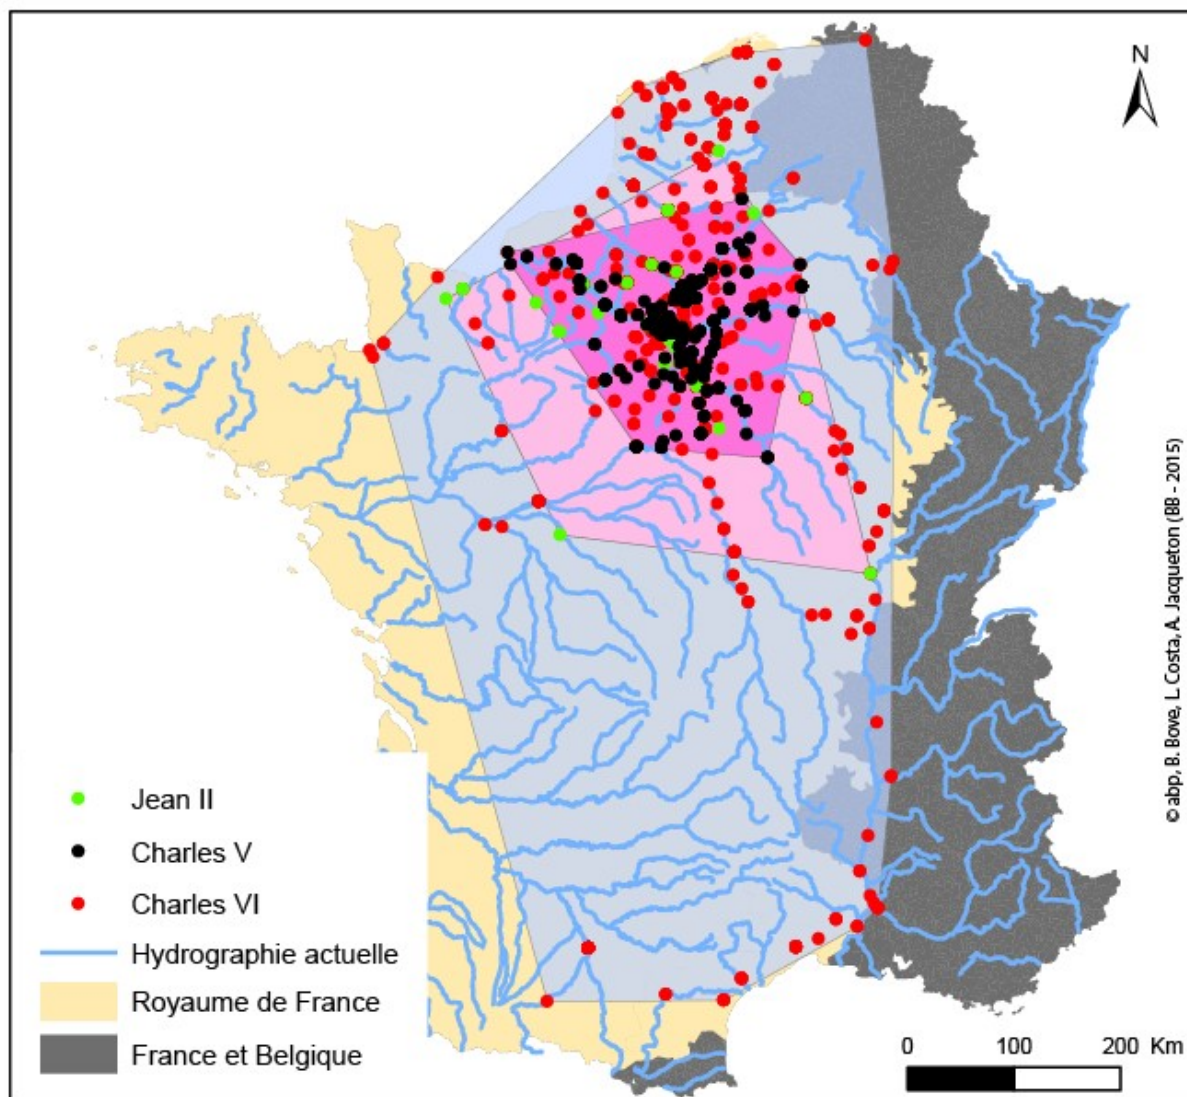 N
© abp, B. Bove, L. Costa, A. Jacqueton (BB - 2015)
Jean II
Charles V
Charles VI
Hydrographie actuelle
Royaume de France
France et Belgique
0 100 200 Km